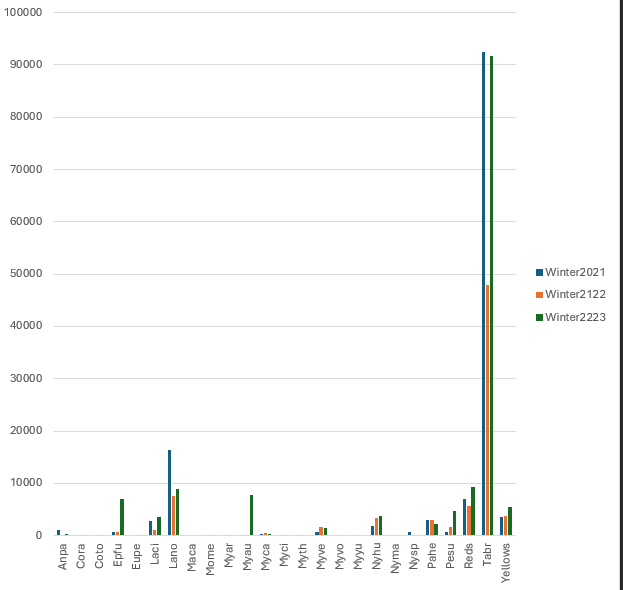 100000
90000
80000
70000
60000
50000
40000
30000
20000
10000
0
Anpa
Cora
Coto
Epfu
Eupe
Laci
Lano
Maca
Mome
Myar
Myau
Myca
Myci
Myth
Myve
Myvo
Myyu
Nyhu
Nyma
Nysp
Pahe
Pesu
Reds
Tabr
Yellows
Winter2021
Winter2122
Winter2223